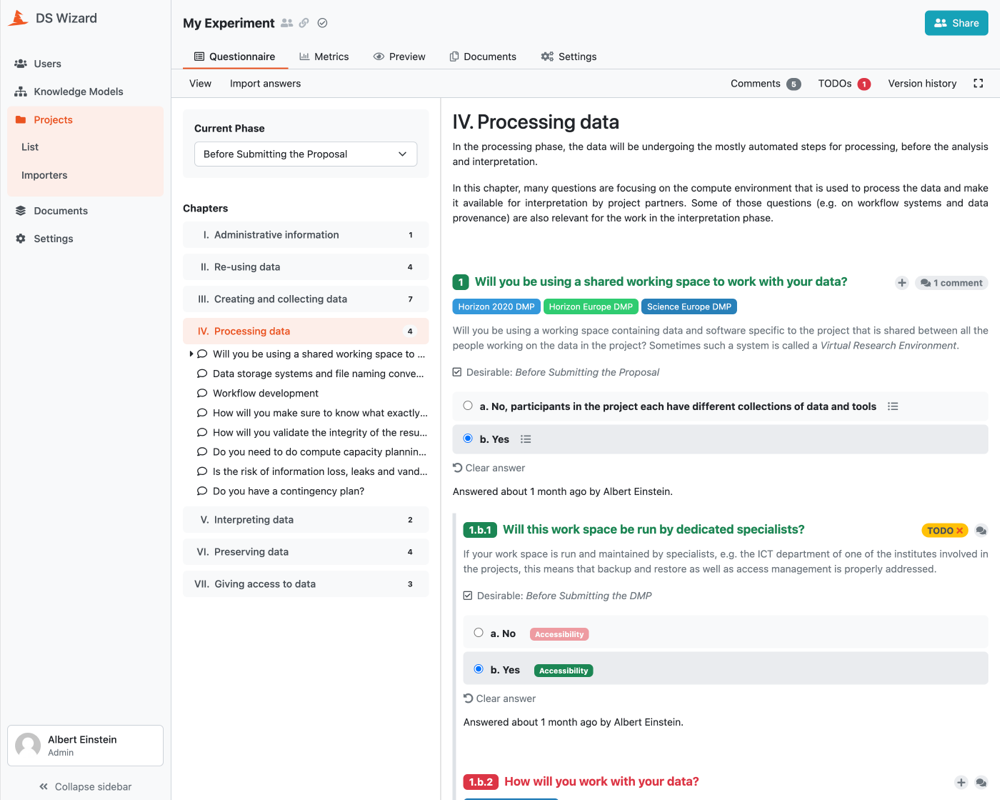 DS Wizard
Users
Knowledge Models
Projects
List
Importers
Documents
Settings
Albert Einstein
Admin
Collapse sidebar
My Experiment
Share
Questionnaire
Metrics
Preview
Documents
Settings
View
Import answers
Comments 5
TODOs 1
Version history
Current Phase
Before Submitting the Proposal
Chapters
I. Administrative information 1
II. Re-using data 4
III. Creating and collecting data 7
IV. Processing data 4
Will you be using a shared working space to ...
Data storage systems and file naming conve...
Workflow development
How will you make sure to know what exactly...
How will you validate the integrity of the resu...
Do you need to do compute capacity plannin...
Is the risk of information loss, leaks and vand...
Do you have a contingency plan?
V. Interpreting data 2
VI. Preserving data 4
VII. Giving access to data 3
IV. Processing data
In the processing phase, the data will be undergoing the mostly automated steps for processing, before the analysis
and interpretation.
In this chapter, many questions are focusing on the compute environment that is used to process the data and make
it available for interpretation by project partners. Some of those questions (e.g. on workflow systems and data
provenance) are also relevant for the work in the interpretation phase.
1 Will you be using a shared working space to work with your data?
1 comment
Horizon 2020 DMP Horizon Europe DMP Science Europe DMP
Will you be using a working space containing data and software specific to the project that is shared between all the
people working on the data in the project? Sometimes such a system is called a Virtual Research Environment.
Desirable: Before Submitting the Proposal
a. No, participants in the project each have different collections of data and tools
b. Yes
Clear answer
Answered about 1 month ago by Albert Einstein.
1.b.1 Will this work space be run by dedicated specialists?
TODO
If your work space is run and maintained by specialists, e.g. the ICT department of one of the institutes involved in
the projects, this means that backup and restore as well as access management is properly addressed.
Desirable: Before Submitting the DMP
a. No Accessibility
b. Yes Accessibility
Clear answer
Answered about 1 month ago by Albert Einstein.
1.b.2 How will you work with your data?